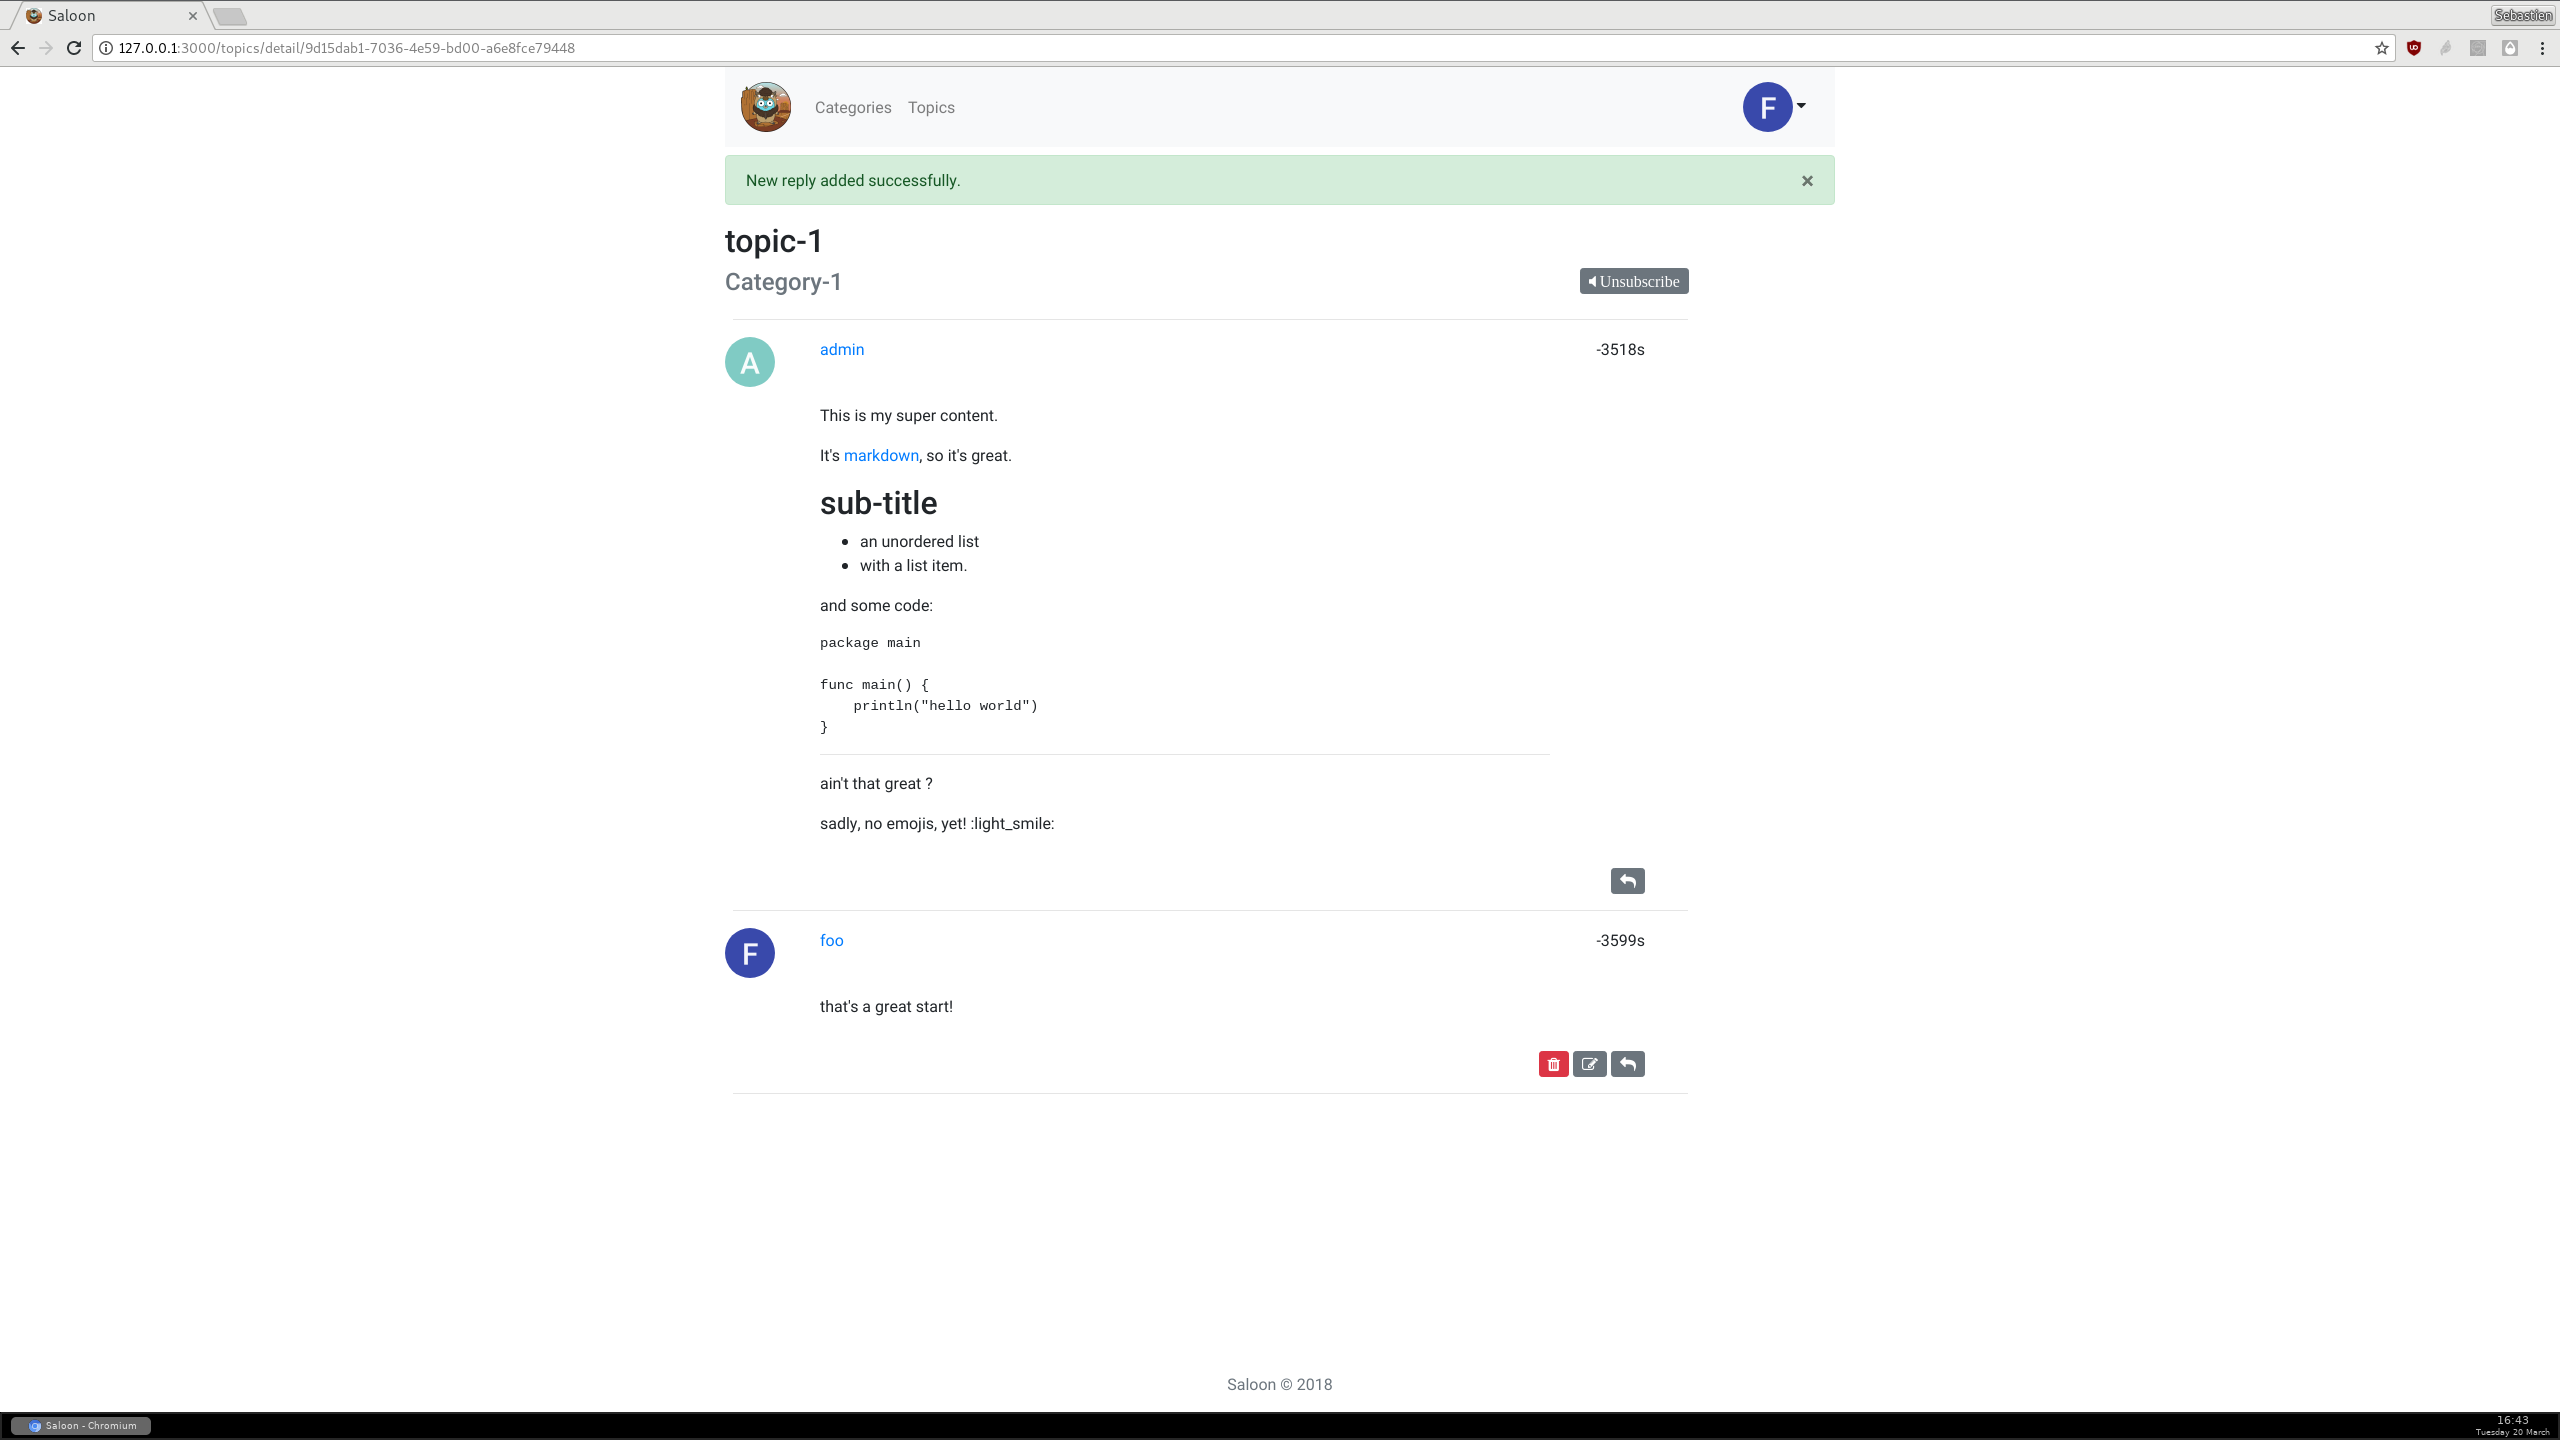 Saloon
Sebastien
127.0.0.1:3000/topics/detail/9d15dab1-7036-4e59-bd00-a6e8fce79448
Categories Topics
F
New reply added successfully.
topic-1
Category-1
Unsubscribe
A
admin
-3518s
This is my super content.
It's markdown, so it's great.
sub-title
an unordered list
with a list item.
and some code:
package main
func main() {
println("hello world")
}
ain't that great ?
sadly, no emojis, yet! :light_smile:
F
foo
-3599s
that's a great start!
Saloon © 2018
Saloon - Chromium
16:43
Tuesday 20 March